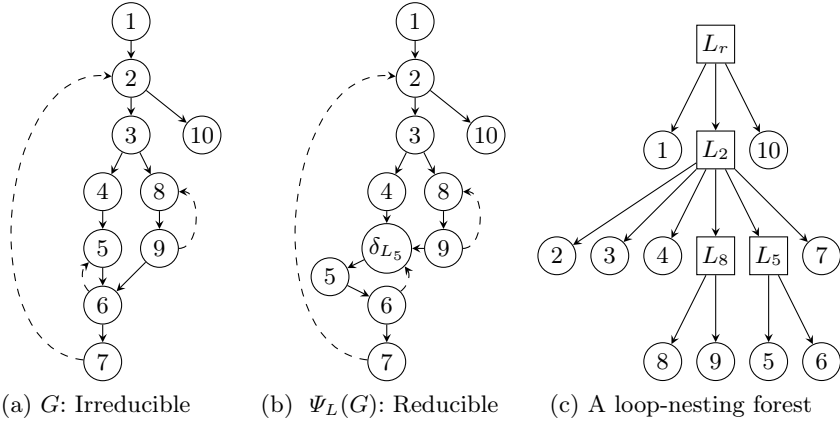 1
2
3
10
4
8
5
9
6
7
(a) G: Irreducible
1
2
3
10
4
8
δ_{L_5}
9
5
6
7
(b) Ψ_L(G): Reducible
L_r
1 L_2 10
2 3 4 L_8 L_5 7
8 9 5 6
(c) A loop-nesting forest